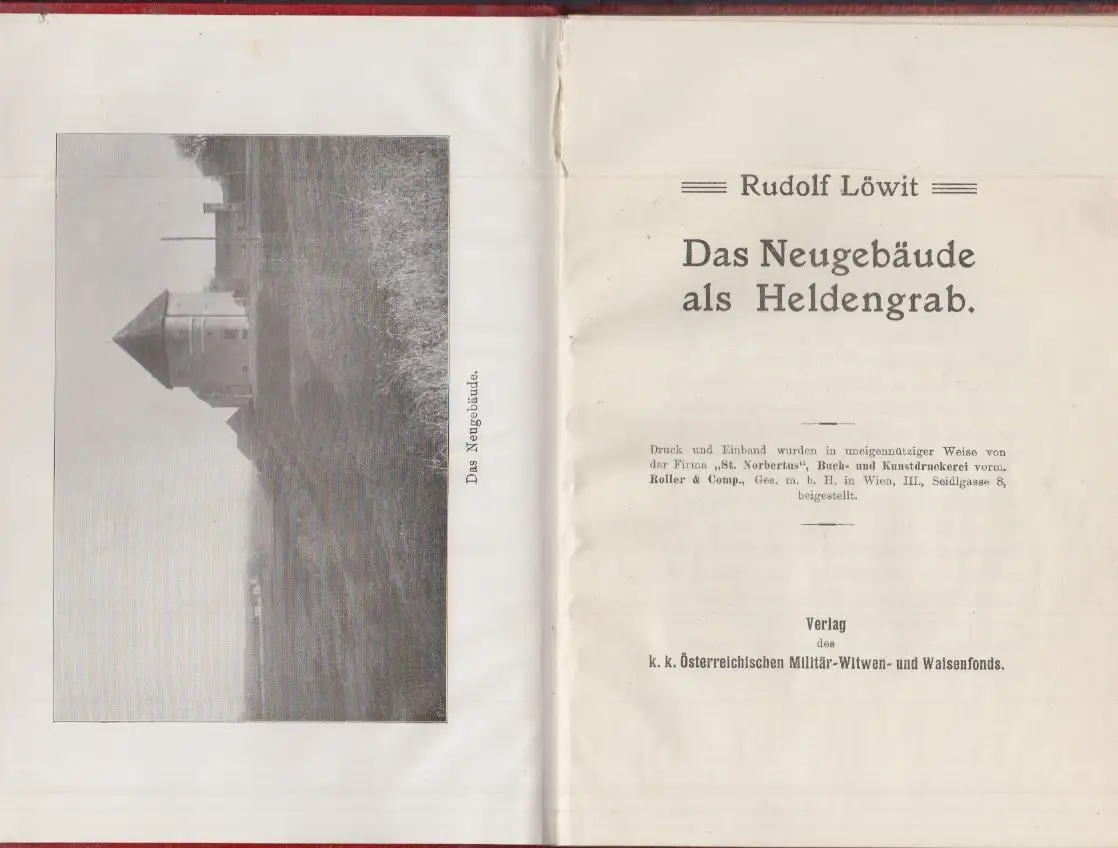 Das Neugebäude.
Rudolf Löwit
Das Neugebäude
als Heldengrab.
Druck und Einband wurden in uneigennütziger Weise von
der Firma „St. Norbertus“, Buch- und Kunstdruckerei vorm.
Roller & Comp., Ges. m. b. H. in Wien, III., Seidlgasse 8,
beigestellt.
Verlag
des
k. k. Österreichischen Militär-Witwen- und Waisenfonds.